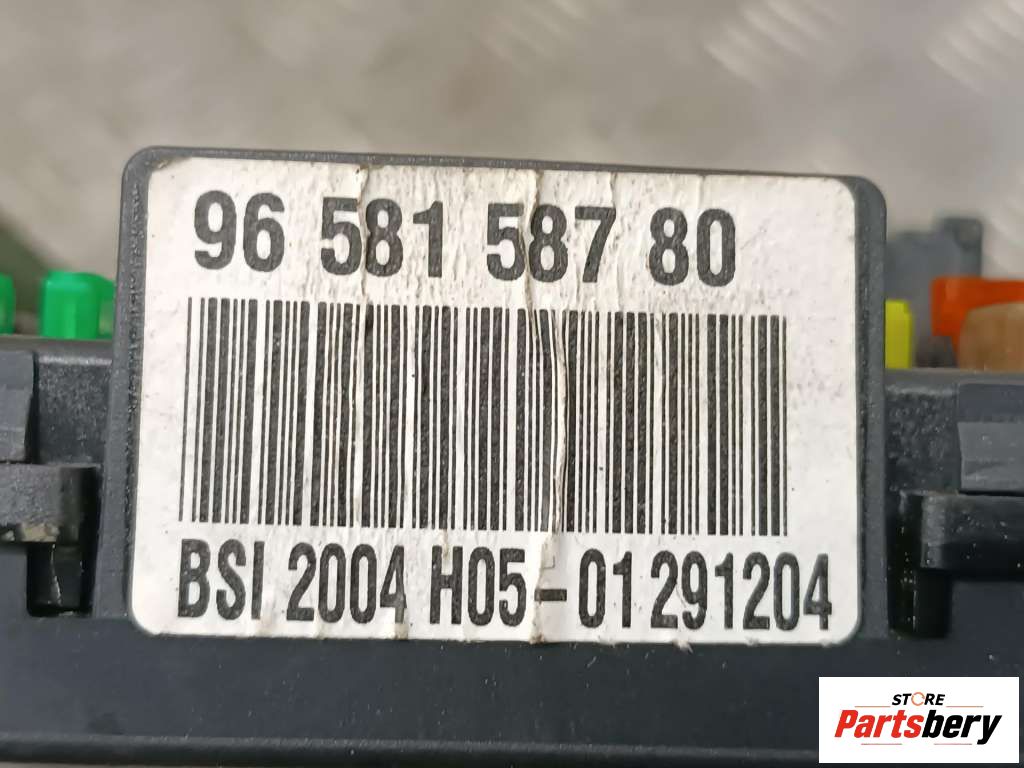 96 581 587 80
BSI 2004 H05-01 291204
STORE
Partsbery